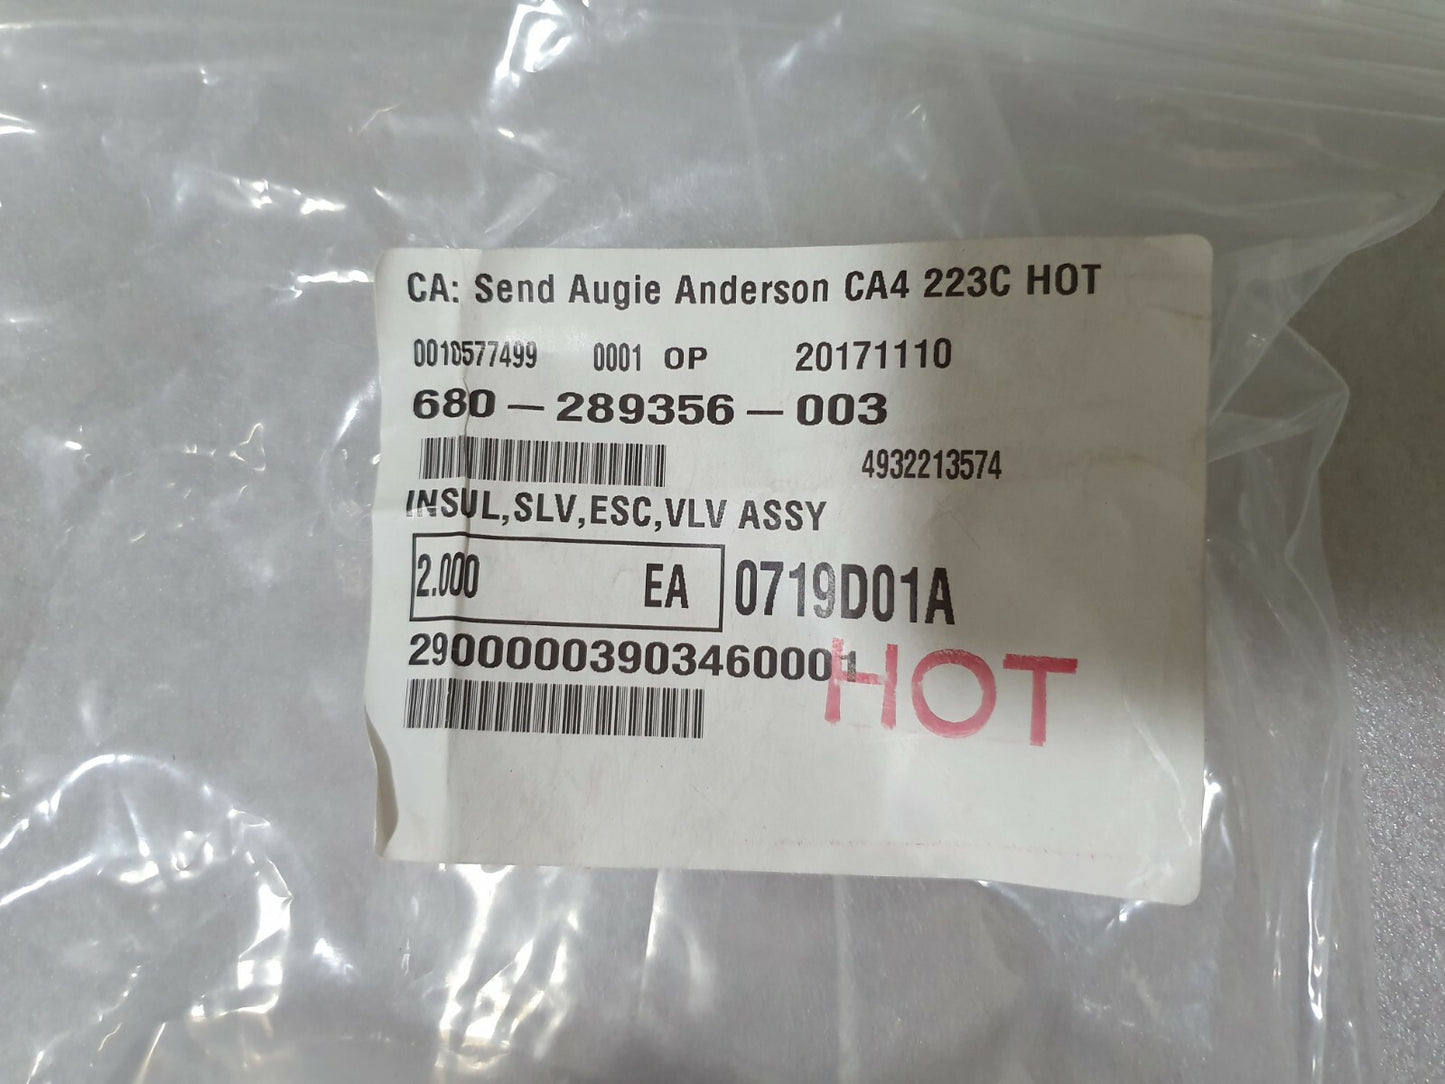 CA: Send Augie Anderson CA4 223C HOT
0010577499 0001 OP 20171110
680-289356-003
4932213574
INSUL,SLV,ESC,VLV ASSY
2.000 EA 0719D01A
290000003903460001
HOT